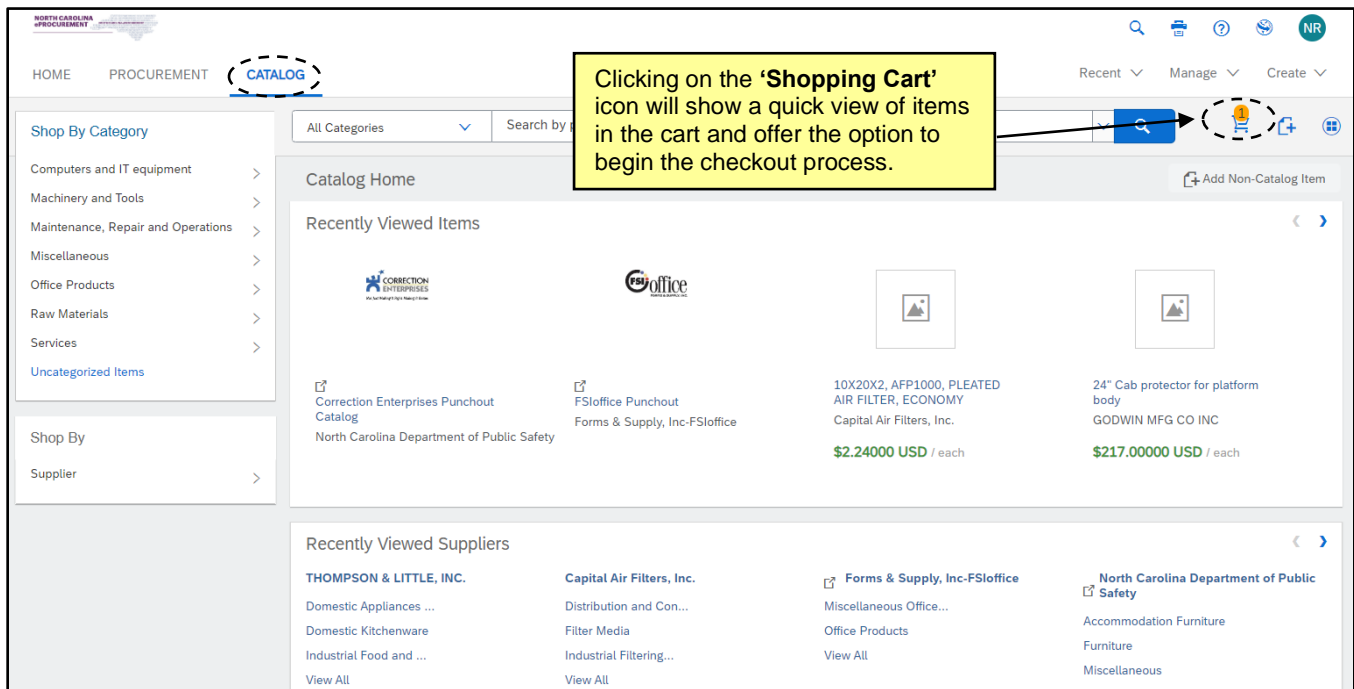 NORTH CAROLINA
ePROCUREMENT
NR
HOME PROCUREMENT CATALOG
Recent Manage Create
Clicking on the ‘Shopping Cart’
icon will show a quick view of items
in the cart and offer the option to
begin the checkout process.
Shop By Category
Computers and IT equipment
Machinery and Tools
Maintenance, Repair and Operations
Miscellaneous
Office Products
Raw Materials
Services
Uncategorized Items
Shop By
Supplier
All Categories Search by
1
Catalog Home
Add Non-Catalog Item
Recently Viewed Items
CORRECTION
ENTERPRISES
FSIoffice
Correction Enterprises Punchout
Catalog
North Carolina Department of Public Safety
FSIoffice Punchout
Forms & Supply, Inc-FSIoffice
10X20X2, AFP1000, PLEATED
AIR FILTER, ECONOMY
Capital Air Filters, Inc.
$2.24000 USD / each
24" Cab protector for platform
body
GODWIN MFG CO INC
$217.00000 USD / each
Recently Viewed Suppliers
THOMPSON & LITTLE, INC.
Domestic Appliances ...
Domestic Kitchenware
Industrial Food and ...
View All
Capital Air Filters, Inc.
Distribution and Con...
Filter Media
Industrial Filtering...
View All
Forms & Supply, Inc-FSIoffice
Miscellaneous Office...
Office Products
View All
North Carolina Department of Public
Safety
Accommodation Furniture
Furniture
Miscellaneous